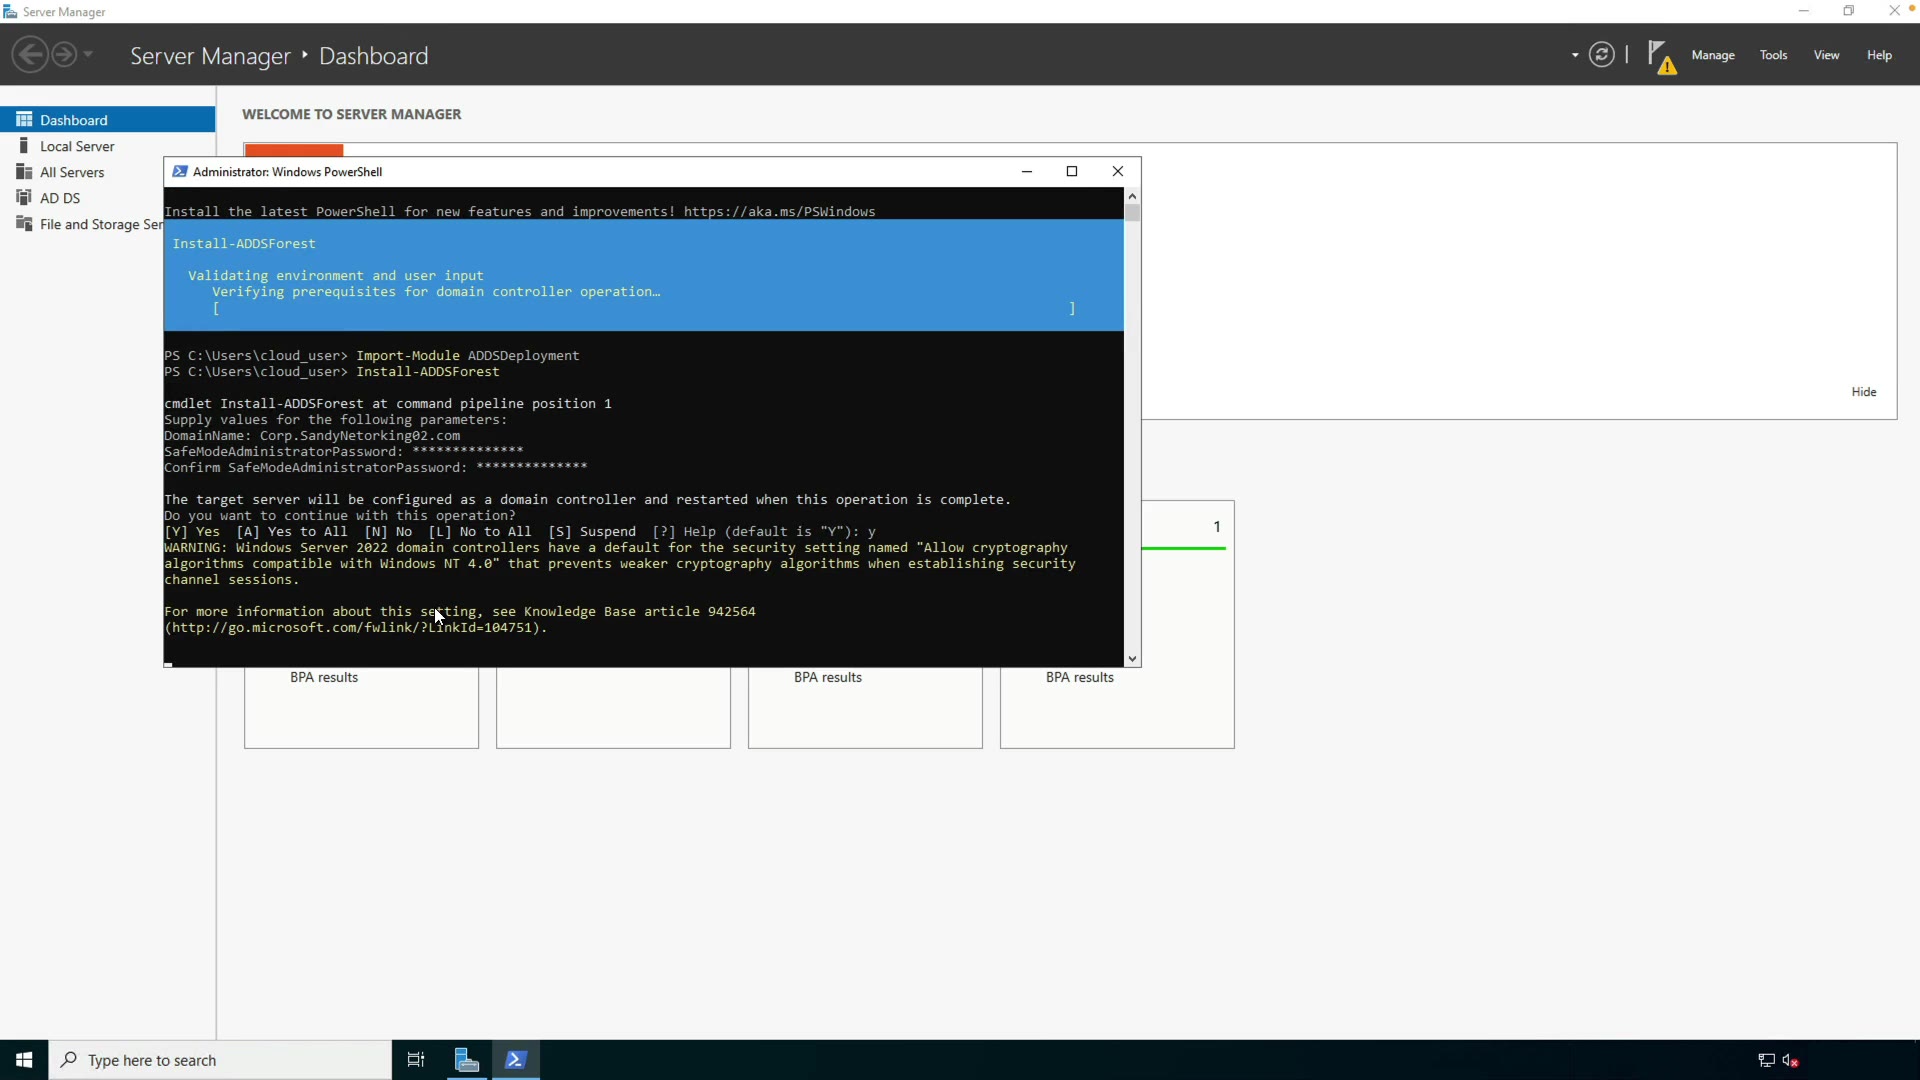 Server Manager
Server Manager ‣ Dashboard
Manage Tools View Help
Dashboard
Local Server
All Servers
AD DS
File and Storage Ser
WELCOME TO SERVER MANAGER
Administrator: Windows PowerShell
Install the latest PowerShell for new features and improvements! https://aka.ms/PSWindows
Install-ADDSForest
Validating environment and user input
Verifying prerequisites for domain controller operation…
[ ]
PS C:\Users\cloud_user> Import-Module ADDSDeployment
PS C:\Users\cloud_user> Install-ADDSForest
cmdlet Install-ADDSForest at command pipeline position 1
Supply values for the following parameters:
DomainName: Corp.SandyNetorking02.com
SafeModeAdministratorPassword: **************
Confirm SafeModeAdministratorPassword: **************
The target server will be configured as a domain controller and restarted when this operation is complete.
Do you want to continue with this operation?
[Y] Yes [A] Yes to All [N] No [L] No to All [S] Suspend [?] Help (default is "Y"): y
WARNING: Windows Server 2022 domain controllers have a default for the security setting named "Allow cryptography
algorithms compatible with Windows NT 4.0" that prevents weaker cryptography algorithms when establishing security
channel sessions.
For more information about this setting, see Knowledge Base article 942564
(http://go.microsoft.com/fwlink/?LinkId=104751).
Hide
1
BPA results
BPA results
BPA results
Type here to search